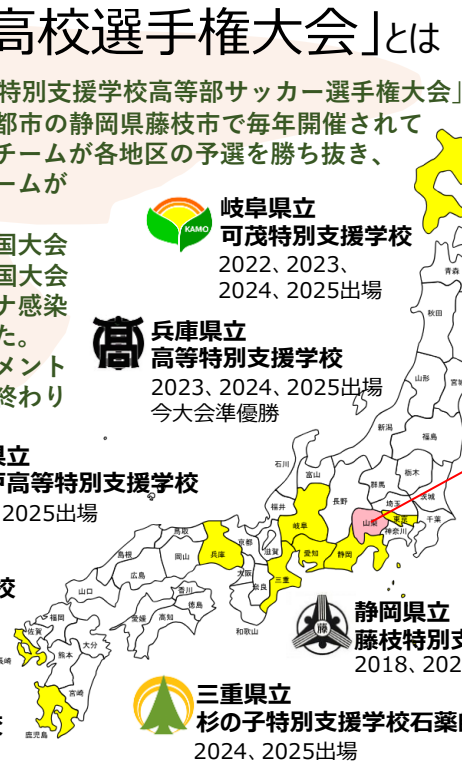 高校選手権大会」とは
特別支援学校高等部サッカー選手権大会」
都市の静岡県藤枝市で毎年開催されて
チームが各地区の予選を勝ち抜き、
ームが
国大会
国大会
ナ感染
た。
メント
終わり
KAMO
岐阜県立
可茂特別支援学校
2022、2023、
2024、2025出場
高
兵庫県立
高等特別支援学校
2023、2024、2025出場
今大会準優勝
県立
戸高等特別支援学校
2025出場
校
青森
秋田
山形
宮城
新潟
福島
石川
富山
栃木
群馬
長野
茨城
埼玉
福井
岐阜
山梨
東京
千葉
神奈川
鳥取
京都
滋賀
愛知
静岡
島根
岡山
兵庫
大阪
奈良
三重
広島
山口
香川
徳島
愛媛
高知
和歌山
福岡
佐賀
大分
長崎
熊本
宮崎
鹿児島
藤
静岡県立
藤枝特別支
2018、202
三重県立
杉の子特別支援学校石薬
2024、2025出場